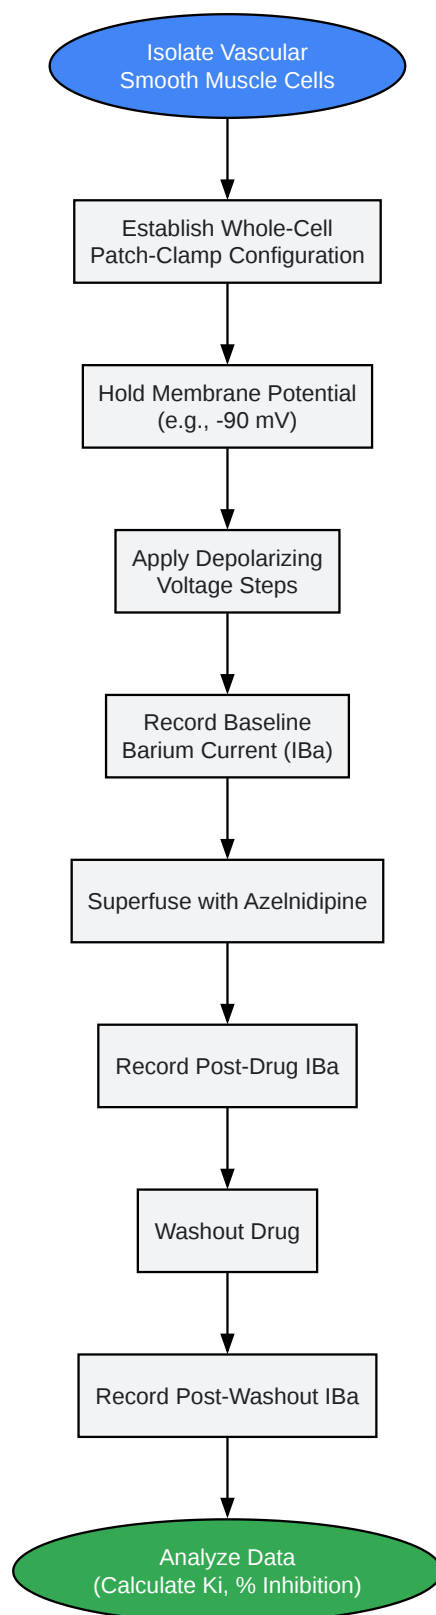 Isolate Vascular
Smooth Muscle Cells
Establish Whole-Cell
Patch-Clamp Configuration
Hold Membrane Potential
(e.g., -90 mV)
Apply Depolarizing
Voltage Steps
Record Baseline
Barium Current (IBa)
Superfuse with Azelnidipine
Record Post-Drug IBa
Washout Drug
Record Post-Washout IBa
Analyze Data
(Calculate Ki, % Inhibition)